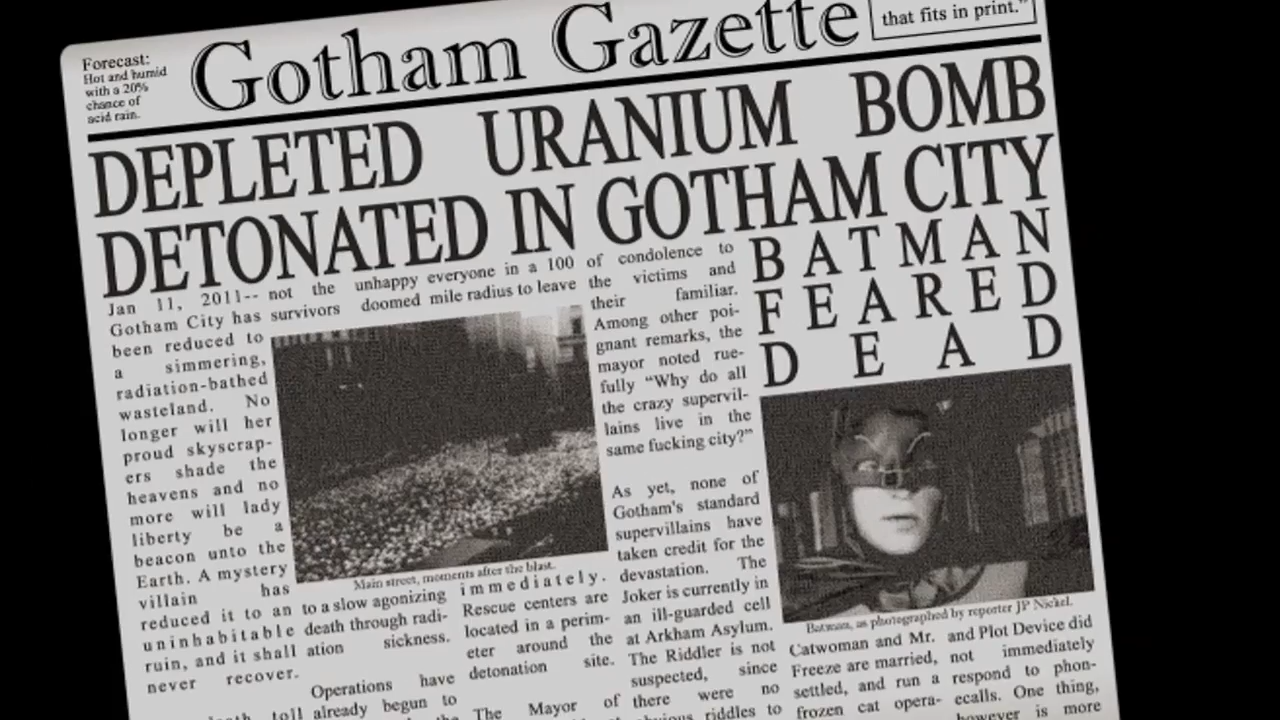 Forecast:
Hot and humid
with a 20%
chance of
acid rain.
Gotham Gazette
that fits in print."
DEPLETED URANIUM BOMB
DETONATED IN GOTHAM CITY
BATMAN
FEARED
DEAD
Jan 11, 2011--
Gotham City has
been reduced to
a simmering,
radiation-bathed
wasteland. No
longer will her
proud skyscrap-
ers shade the
heavens and no
more will lady
liberty be a
beacon unto the
Earth. A mystery
villain has
reduced it to an
uninhabitable
ruin, and it shall
never recover.
toll
not the unhappy
survivors doomed
Main street, moments after the blast.
to a slow agonizing
death through radi-
ation sickness.
Operations have
already begun to
everyone in a 100
mile radius to leave
immediately.
Rescue centers are
located in a perim-
eter around the
detonation site.
The Mayor of
of condolence to
the victims and
their familiar.
Among other poi-
gnant remarks, the
mayor noted rue-
fully "Why do all
the crazy supervil-
lains live in the
same fucking city?"
As yet, none of
Gotham's standard
supervillains have
taken credit for the
devastation. The
Joker is currently in
an ill-guarded cell
at Arkham Asylum.
The Riddler is not
suspected, since
there were no
obvious riddles to
Batman, as photographed by reporter JP Nickel.
Catwoman and Mr.
Freeze are married,
settled, and run a
frozen cat opera-
and Plot Device did
not immediately
respond to phon-
ecalls. One thing,
however is more